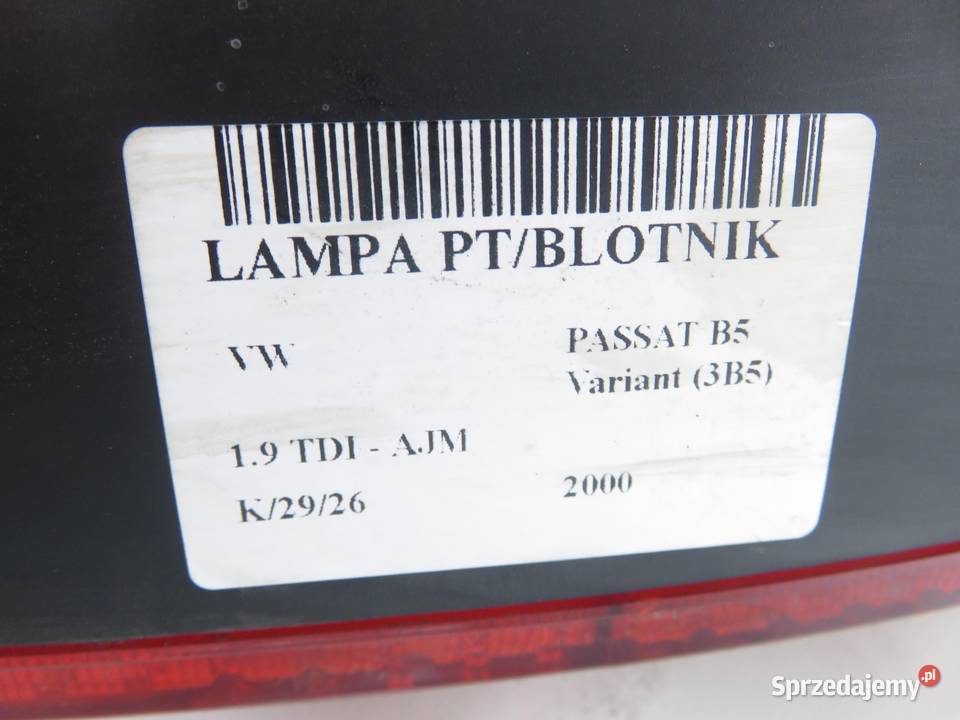 LAMPA PT/BLOTNIK
VW
PASSAT B5
Variant (3B5)
1.9 TDI - AJM
K/29/26
2000
Sprzedajemy.pl